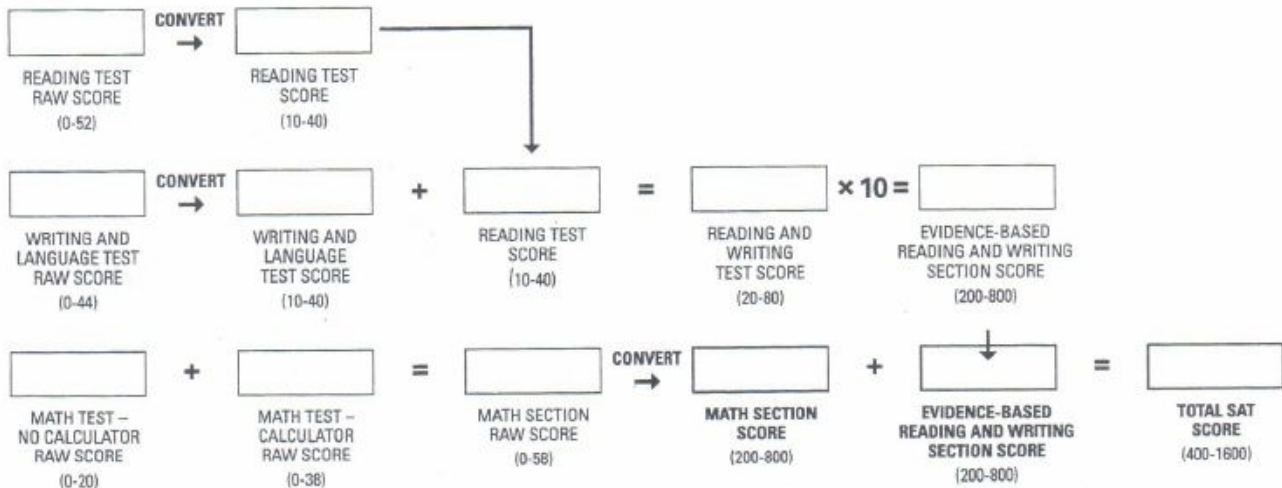 CONVERT
→
READING TEST
RAW SCORE
(0-52)
READING TEST
SCORE
(10-40)
CONVERT
→
+
=
× 10 =
WRITING AND
LANGUAGE TEST
RAW SCORE
(0-44)
WRITING AND
LANGUAGE
TEST SCORE
(10-40)
READING TEST
SCORE
(10-40)
READING AND
WRITING
TEST SCORE
(20-80)
EVIDENCE-BASED
READING AND WRITING
SECTION SCORE
(200-800)
+
=
CONVERT
→
+
=
MATH TEST –
NO CALCULATOR
RAW SCORE
(0-20)
MATH TEST –
CALCULATOR
RAW SCORE
(0-38)
MATH SECTION
RAW SCORE
(0-58)
MATH SECTION
SCORE
(200-800)
EVIDENCE-BASED
READING AND WRITING
SECTION SCORE
(200-800)
TOTAL SAT
SCORE
(400-1600)